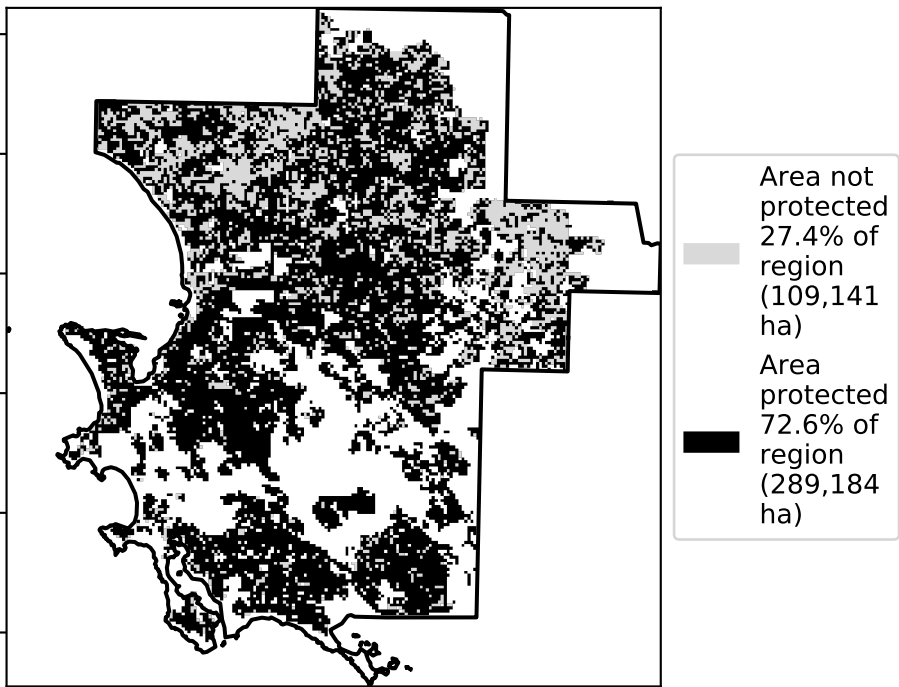 Area not
protected
27.4% of
region
(109,141
ha)
Area
protected
72.6% of
region
(289,184
ha)